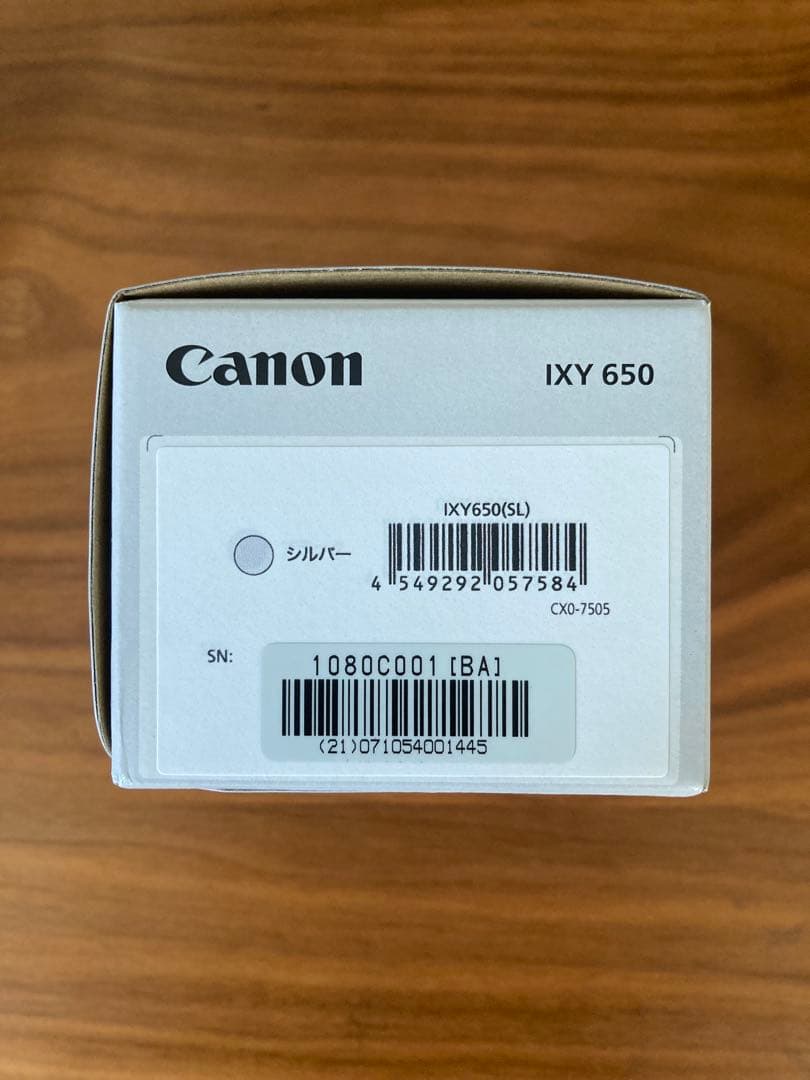 Canon
IXY 650
IXY650(SL)
シルバー
4 549292 057584
CX0-7505
SN:
1080C001 [BA]
(21)071054001445